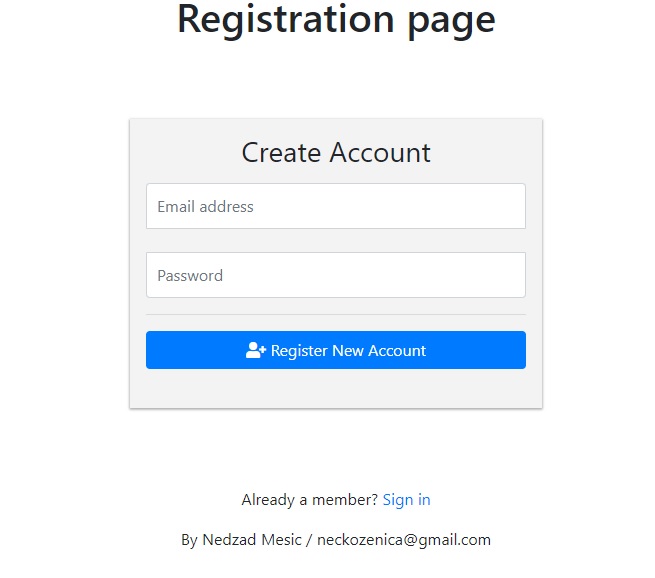 Registration page
Create Account
Email address
Password
Register New Account
Already a member? Sign in
By Nedzad Mesic / neckozenica@gmail.com